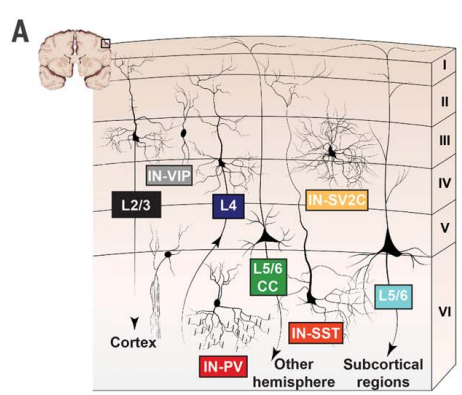 A
I
II
III
IV
V
VI
IN-VIP
L2/3
L4
IN-SV2C
L5/6
CC
L5/6
IN-SST
IN-PV
Cortex
Other
hemisphere
Subcortical
regions